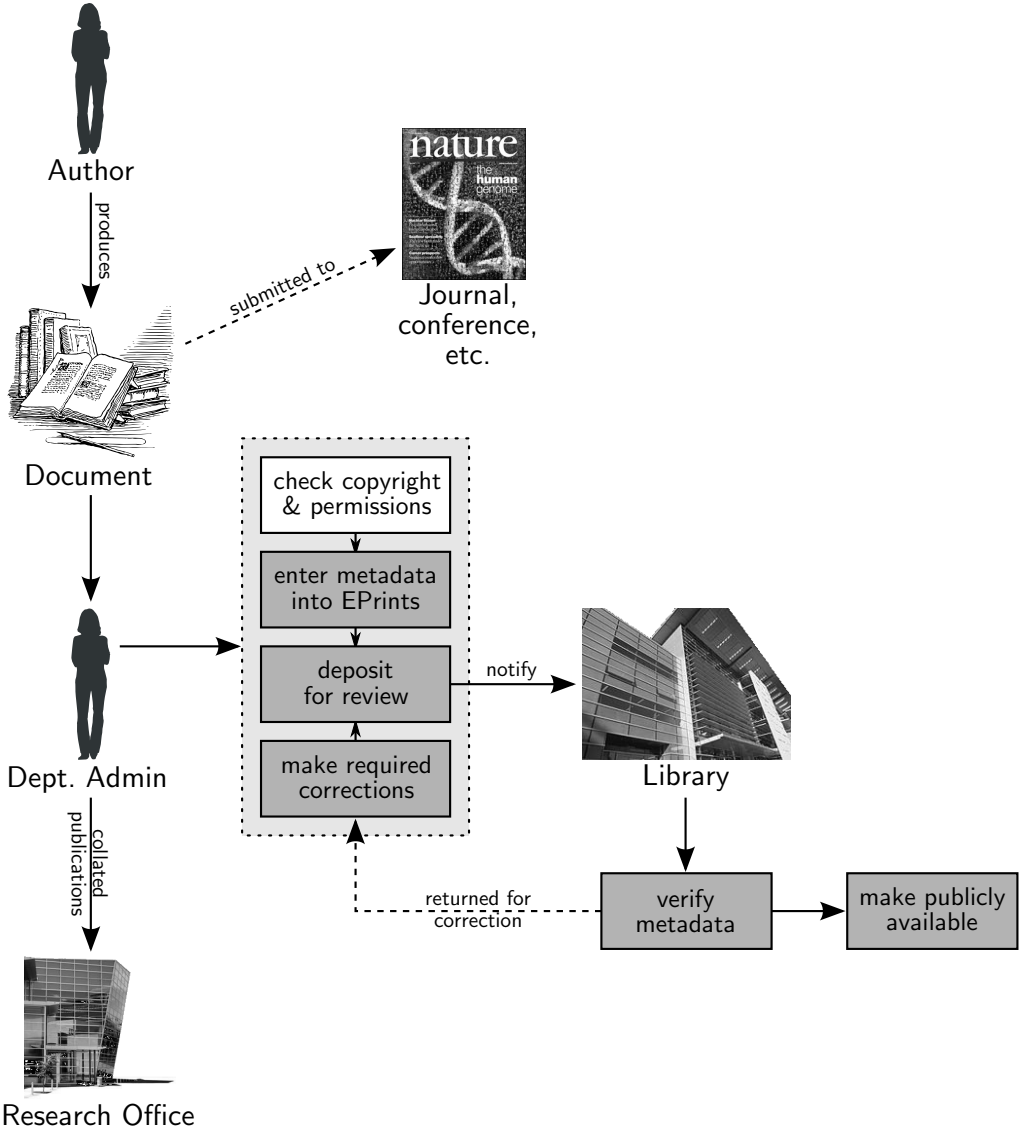 Author
produces
nature
the
human
genome
submitted to
Journal,
conference,
etc.
Document
check copyright
& permissions
enter metadata
into EPrints
deposit
for review
notify
make required
corrections
Library
Dept. Admin
collated
publications
returned for
correction
verify
metadata
make publicly
available
Research Office